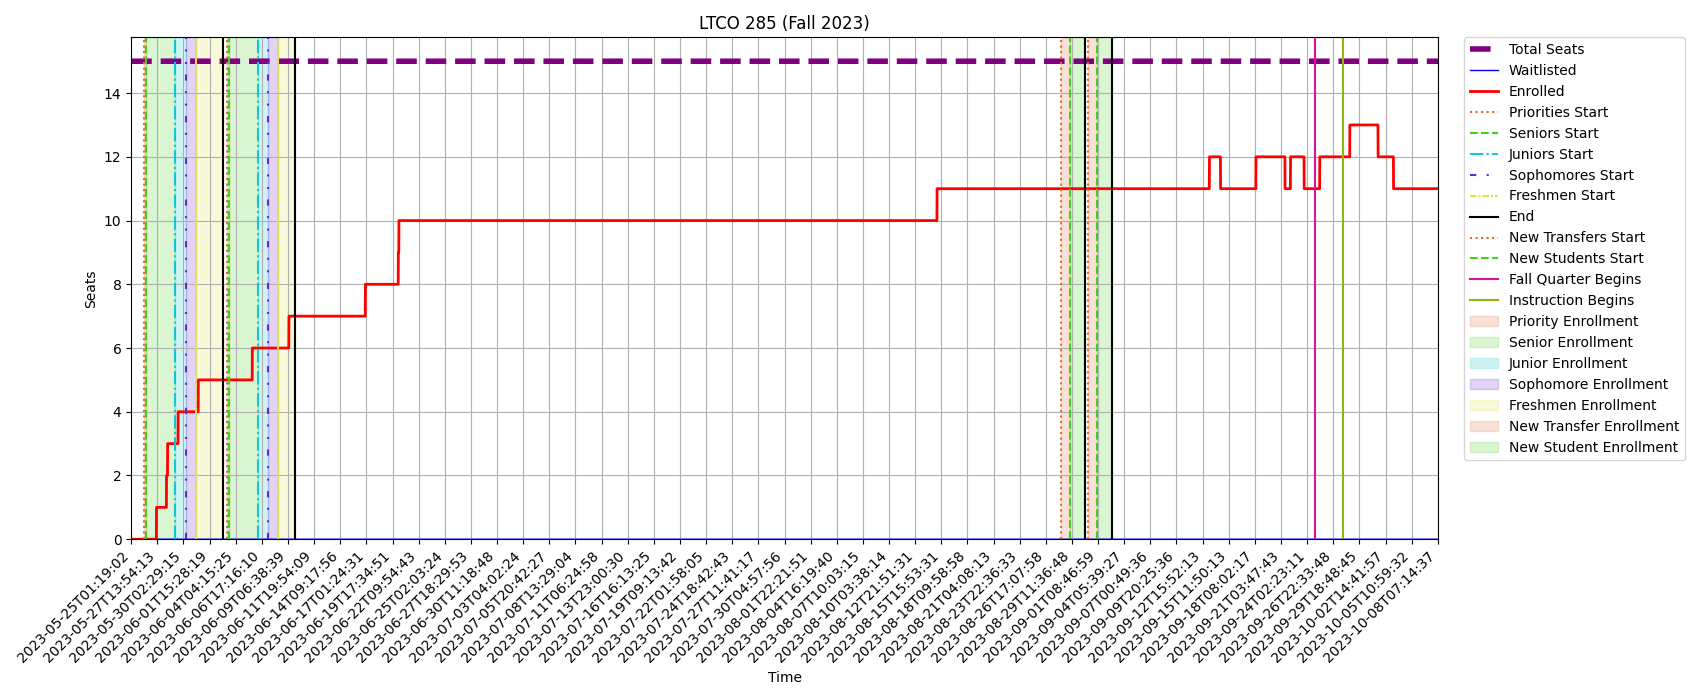 LTCO 285 (Fall 2023)
Seats
14
12
10
8
6
4
2
0
2023-05-25T01:19:02
2023-05-27T13:54:13
2023-05-30T02:29:15
2023-06-01T15:28:19
2023-06-04T04:15:25
2023-06-06T17:16:10
2023-06-09T06:38:39
2023-06-11T19:54:09
2023-06-14T09:17:56
2023-06-17T01:24:31
2023-06-19T17:34:51
2023-06-22T09:54:43
2023-06-25T02:03:24
2023-06-27T18:29:53
2023-06-30T11:18:48
2023-07-03T04:02:24
2023-07-05T20:42:27
2023-07-08T13:29:04
2023-07-11T06:24:58
2023-07-13T23:00:30
2023-07-16T16:13:25
2023-07-19T09:13:42
2023-07-22T01:58:05
2023-07-24T18:42:43
2023-07-27T11:41:17
2023-07-30T04:57:56
2023-08-01T22:21:51
2023-08-04T16:19:40
2023-08-07T10:03:15
2023-08-10T03:38:14
2023-08-12T21:51:31
2023-08-15T15:53:31
2023-08-18T09:58:58
2023-08-21T04:08:13
2023-08-23T22:36:33
2023-08-26T17:07:58
2023-08-29T11:36:48
2023-09-01T08:46:59
2023-09-04T05:39:27
2023-09-07T00:49:36
2023-09-09T20:25:36
2023-09-12T15:52:13
2023-09-15T11:50:13
2023-09-18T08:02:17
2023-09-21T03:47:43
2023-09-24T02:23:11
2023-09-26T22:33:48
2023-09-29T18:48:45
2023-10-02T14:41:57
2023-10-05T10:59:32
2023-10-08T07:14:37
Time
Total Seats
Waitlisted
Enrolled
Priorities Start
Seniors Start
Juniors Start
Sophomores Start
Freshmen Start
End
New Transfers Start
New Students Start
Fall Quarter Begins
Instruction Begins
Priority Enrollment
Senior Enrollment
Junior Enrollment
Sophomore Enrollment
Freshmen Enrollment
New Transfer Enrollment
New Student Enrollment